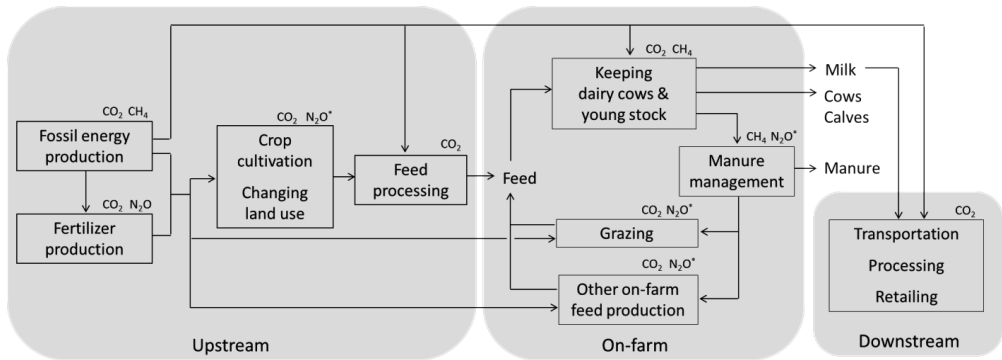 CO₂ CH₄
Fossil energy
production
CO₂ N₂O
Fertilizer
production
CO₂ N₂O*
Crop
cultivation
Changing
land use
CO₂
Feed
processing
Upstream
Feed
CO₂ CH₄
Keeping
dairy cows &
young stock
CH₄ N₂O*
Manure
management
CO₂ N₂O*
Grazing
CO₂ N₂O*
Other on-farm
feed production
On-farm
Milk
Cows
Calves
Manure
CO₂
Transportation
Processing
Retailing
Downstream